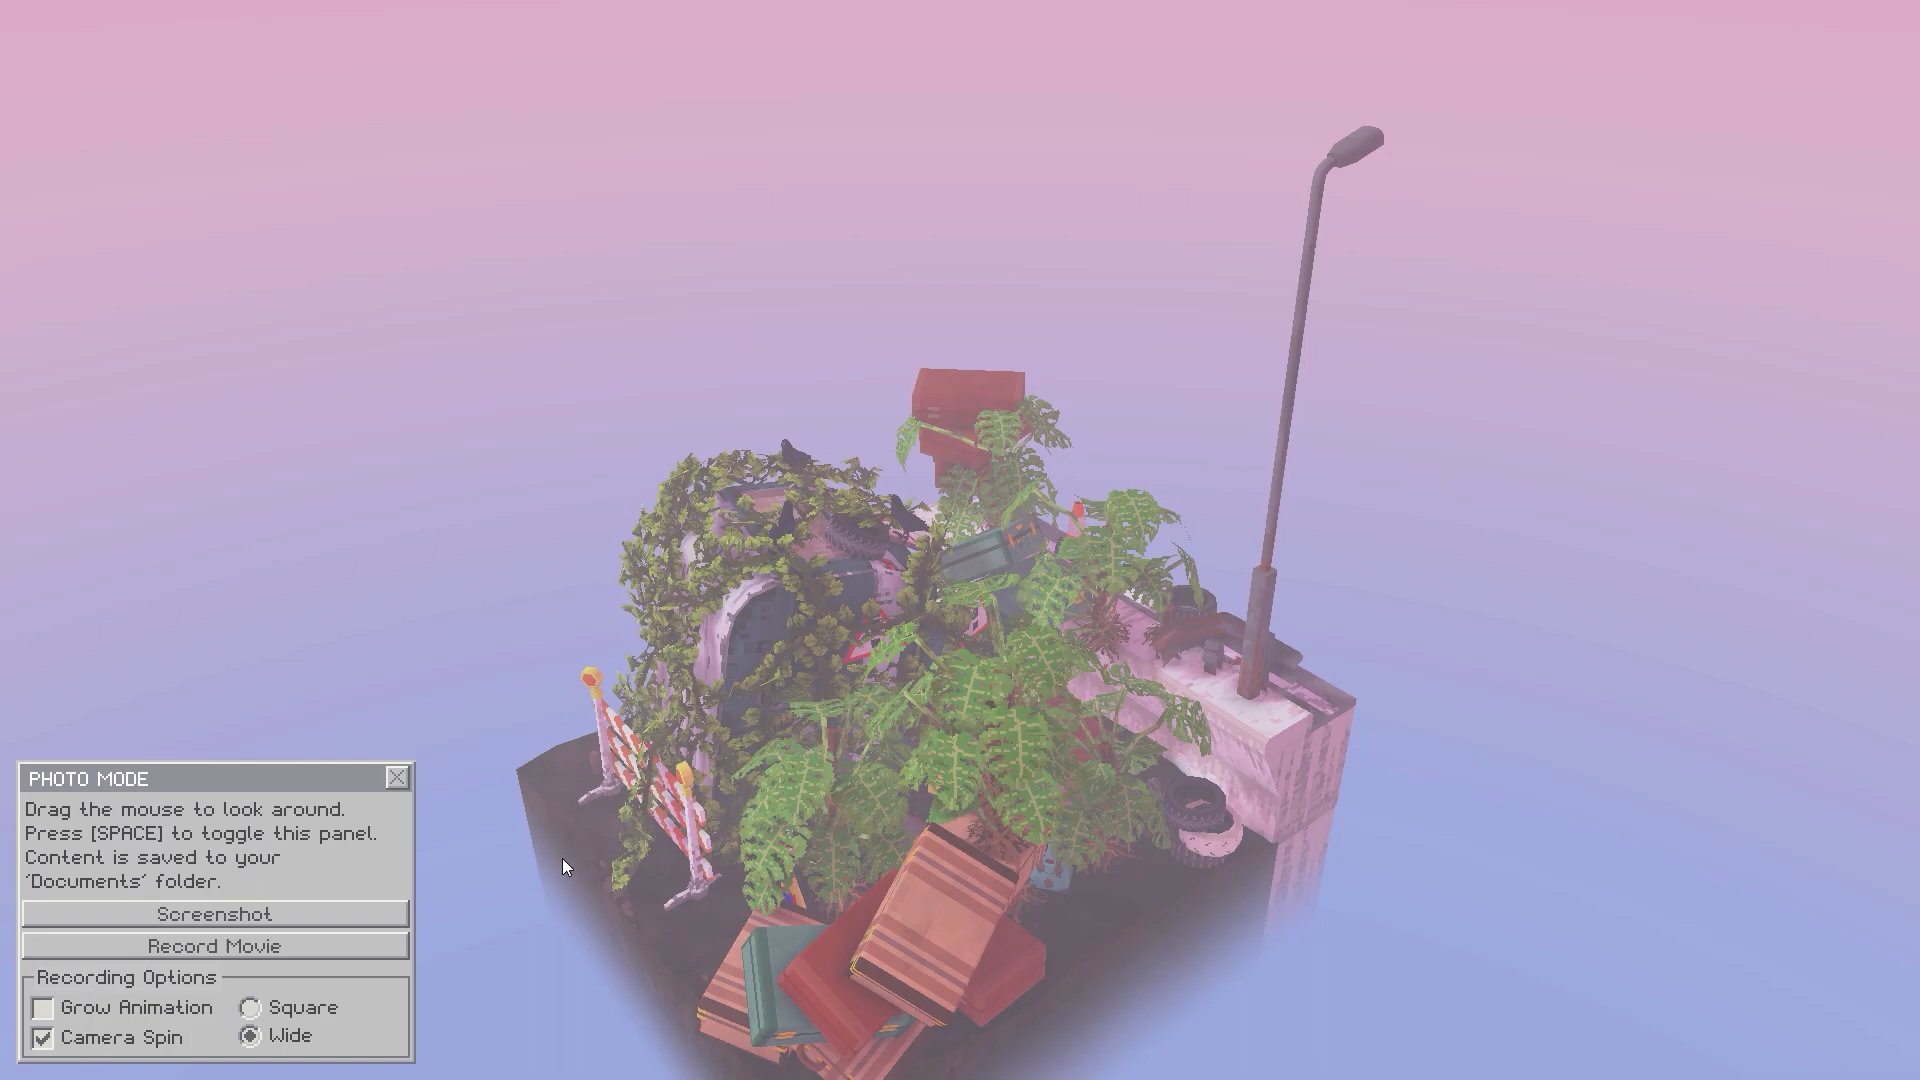 PHOTO MODE
Drag the mouse to look around.
Press [SPACE] to toggle this panel.
Content is saved to your
'Documents' folder.
Screenshot
Record Movie
Recording Options
Grow Animation
Square
Camera Spin
Wide